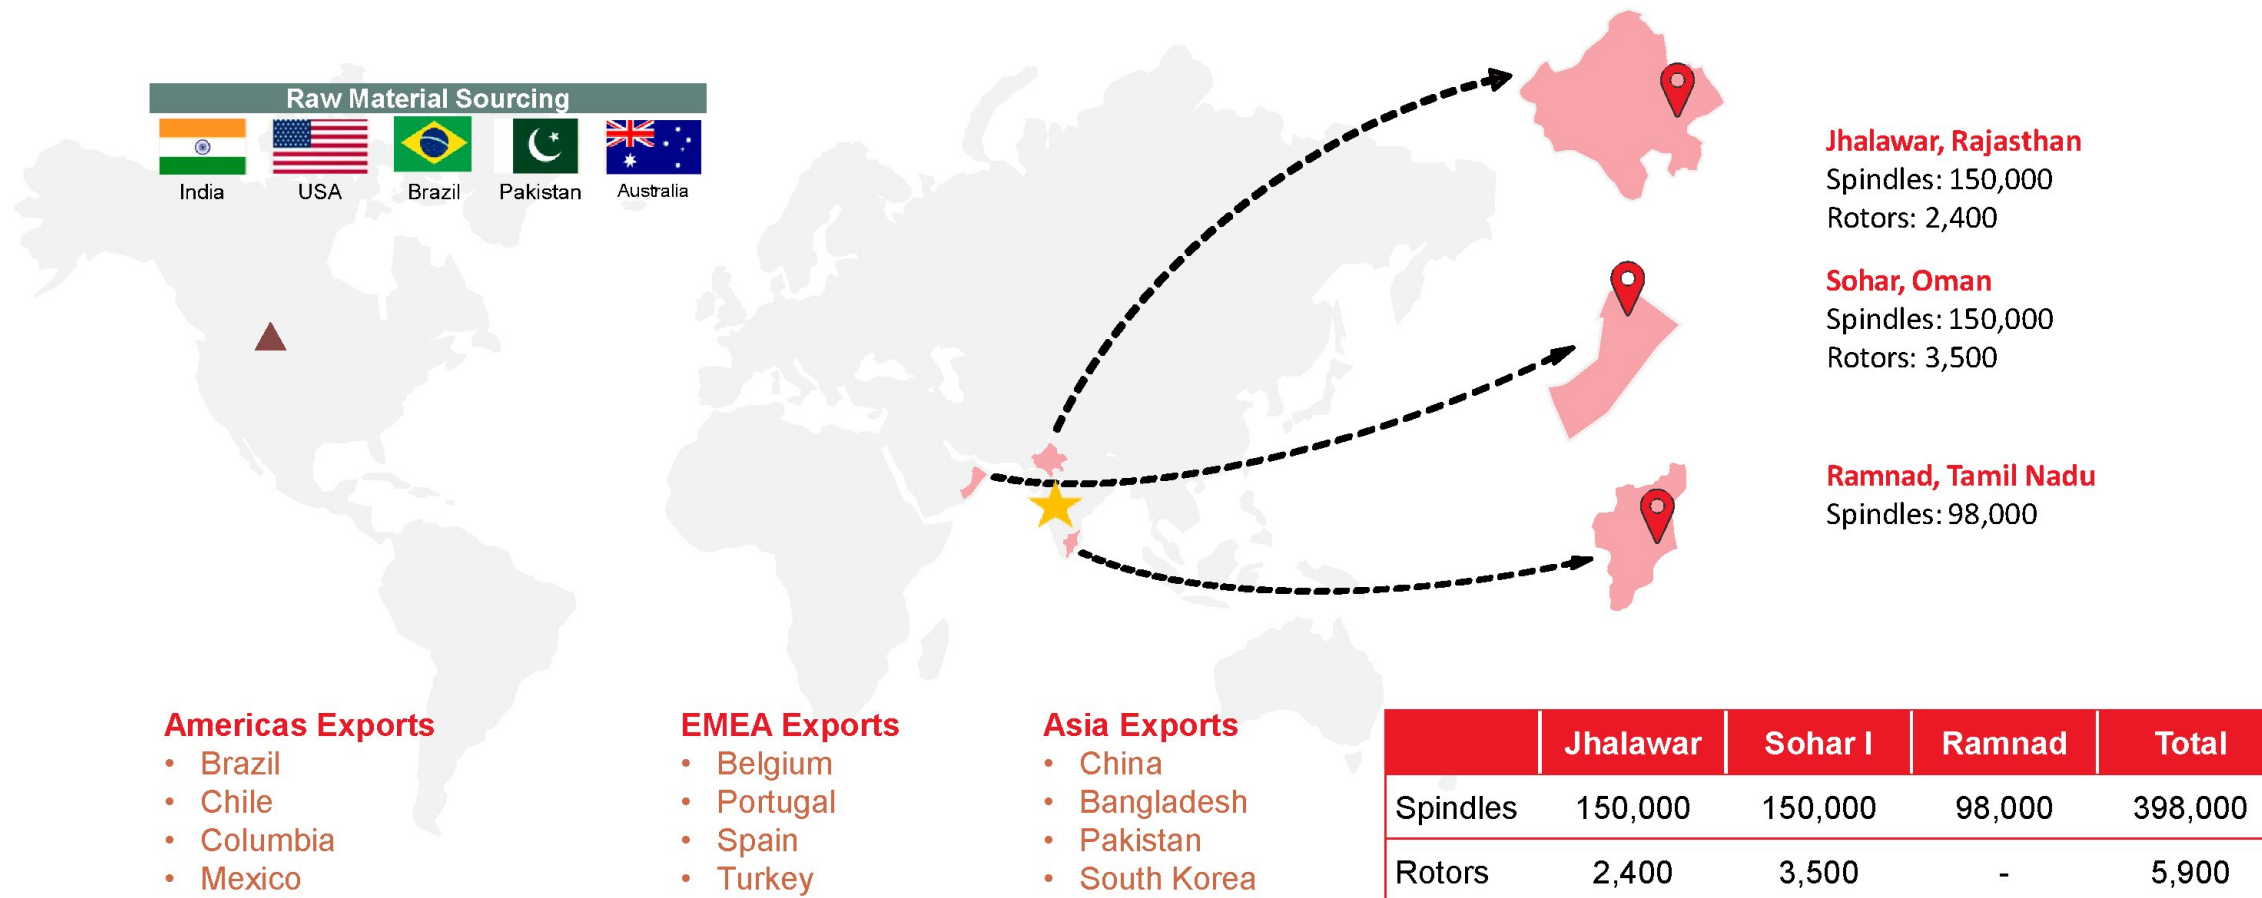 Raw Material Sourcing
India USA Brazil Pakistan Australia
Jhalawar, Rajasthan
Spindles: 150,000
Rotors: 2,400
Sohar, Oman
Spindles: 150,000
Rotors: 3,500
Ramnad, Tamil Nadu
Spindles: 98,000
Americas Exports
• Brazil
• Chile
• Columbia
• Mexico
EMEA Exports
• Belgium
• Portugal
• Spain
• Turkey
Asia Exports
• China
• Bangladesh
• Pakistan
• South Korea
Jhalawar Sohar I Ramnad Total
Spindles 150,000 150,000 98,000 398,000
Rotors 2,400 3,500 - 5,900